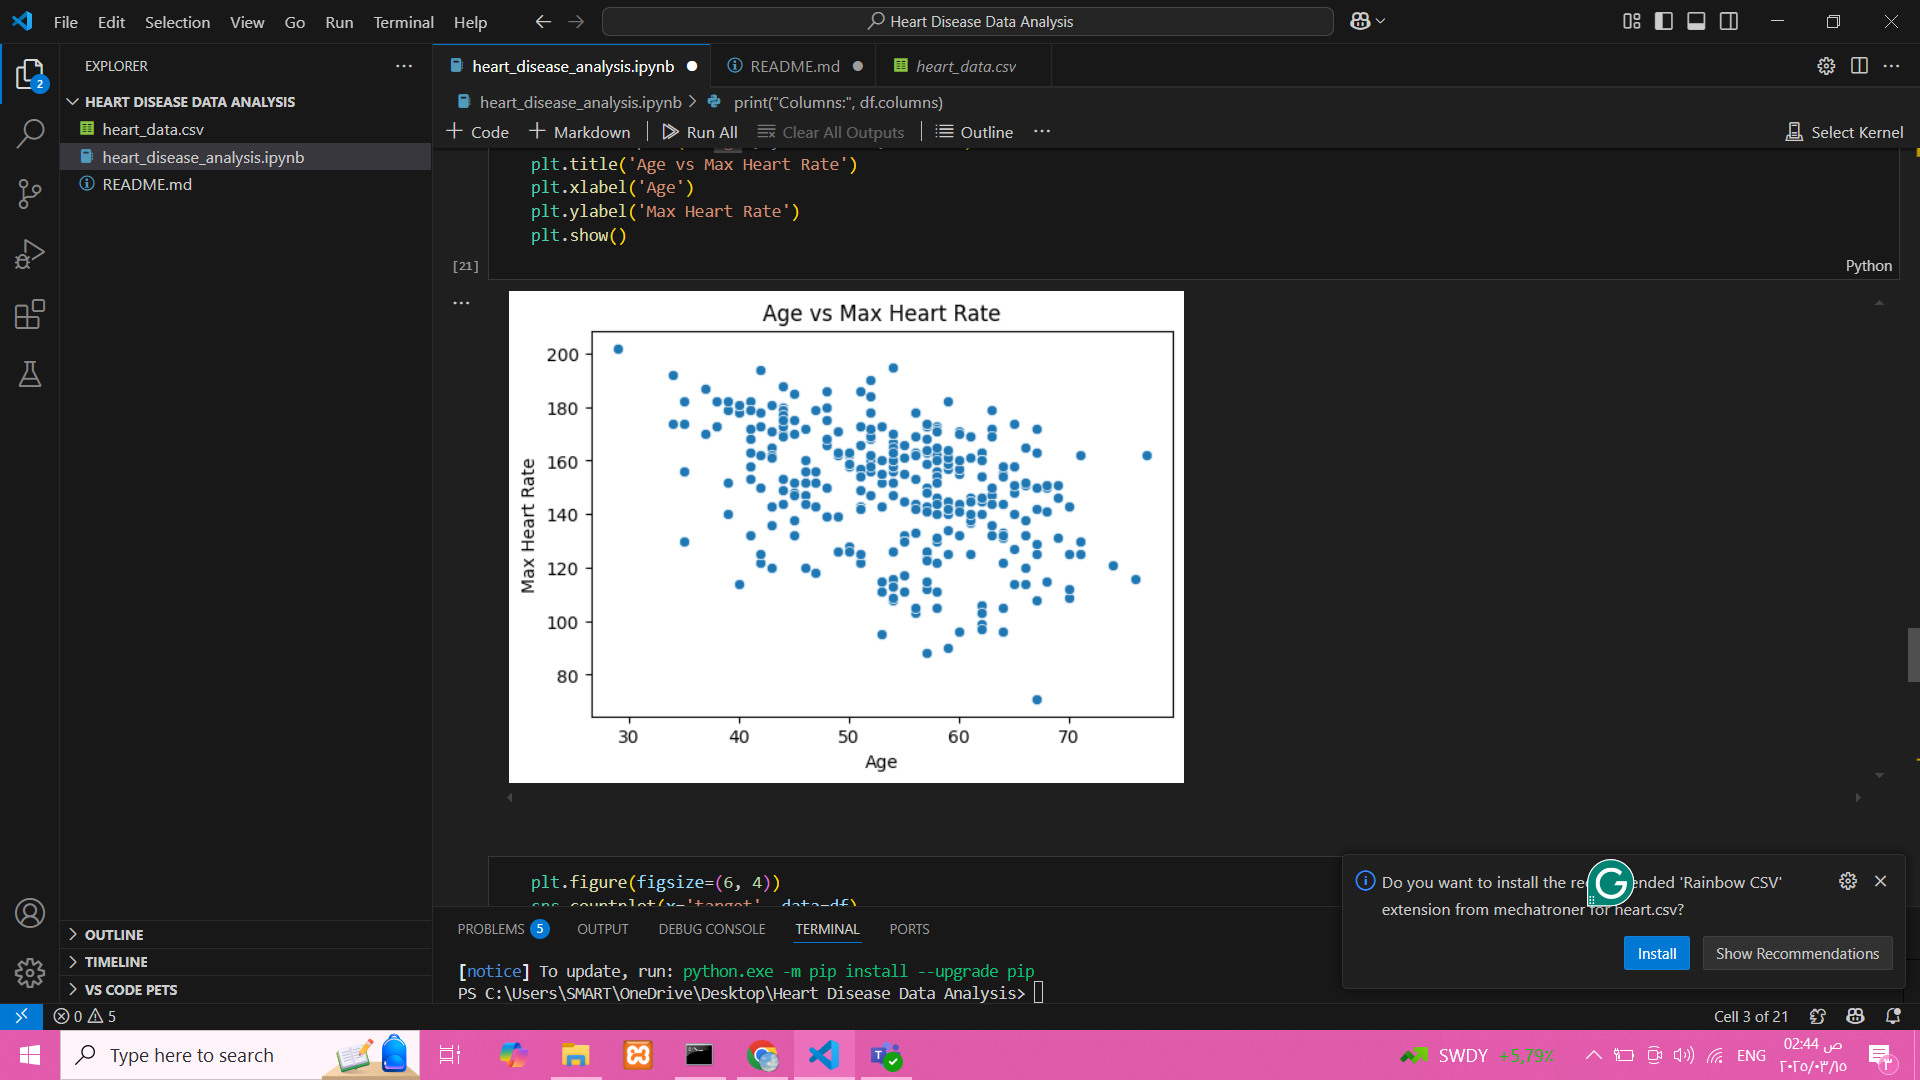 File Edit Selection View Go Run Terminal Help
Heart Disease Data Analysis
EXPLORER
2
HEART DISEASE DATA ANALYSIS
heart_data.csv
heart_disease_analysis.ipynb
README.md
OUTLINE
TIMELINE
VS CODE PETS
heart_disease_analysis.ipynb
README.md
heart_data.csv
heart_disease_analysis.ipynb > print("Columns:", df.columns)
+ Code + Markdown Run All Clear All Outputs Outline ...
Select Kernel
plt.title('Age vs Max Heart Rate')
plt.xlabel('Age')
plt.ylabel('Max Heart Rate')
plt.show()
[21]
Python
Age vs Max Heart Rate
Max Heart Rate
200
180
160
140
120
100
80
30 40 50 60 70
Age
plt.figure(figsize=(6, 4))
sns.countplot(x='target', data=df)
PROBLEMS 5 OUTPUT DEBUG CONSOLE TERMINAL PORTS
[notice] To update, run: python.exe -m pip install --upgrade pip
PS C:\Users\SMART\OneDrive\Desktop\Heart Disease Data Analysis>
Do you want to install the ended 'Rainbow CSV'
extension from mechatroner for heart.csv?
Install
Show Recommendations
0 5
Cell 3 of 21
Type here to search
SWDY +5,79%
ENG
02:44 ص
٢٠٢٥/٠٣/١٥
٣